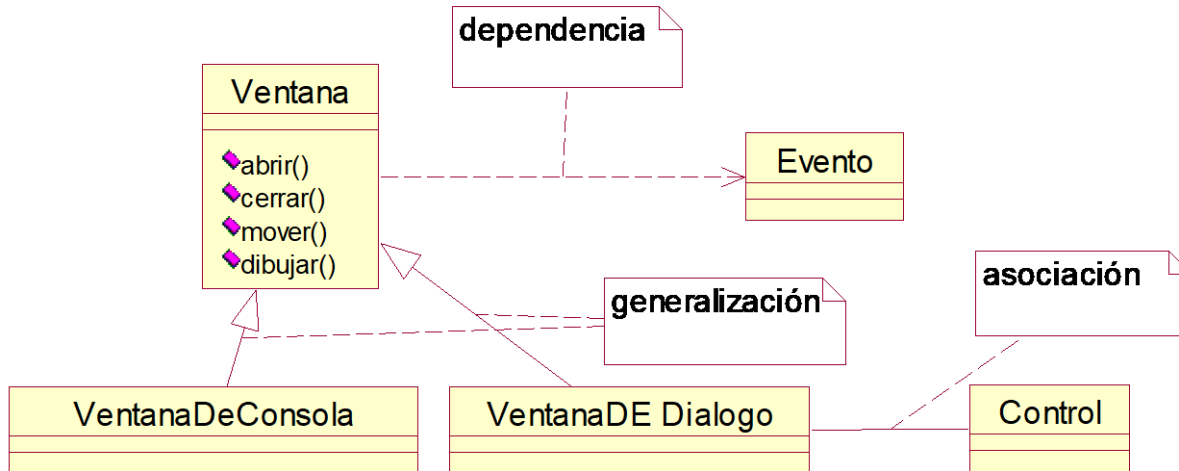 dependencia
Ventana
abrir()
cerrar()
mover()
dibujar()
Evento
asociación
generalización
VentanaDeConsola
VentanaDE Dialogo
Control